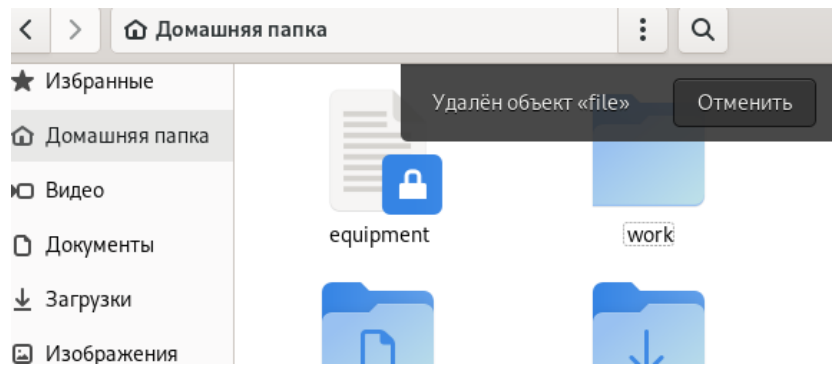 Домашняя папка
Избранные
Домашняя папка
Видео
Документы
Загрузки
Изображения
Удалён объект «file»
Отменить
equipment
work